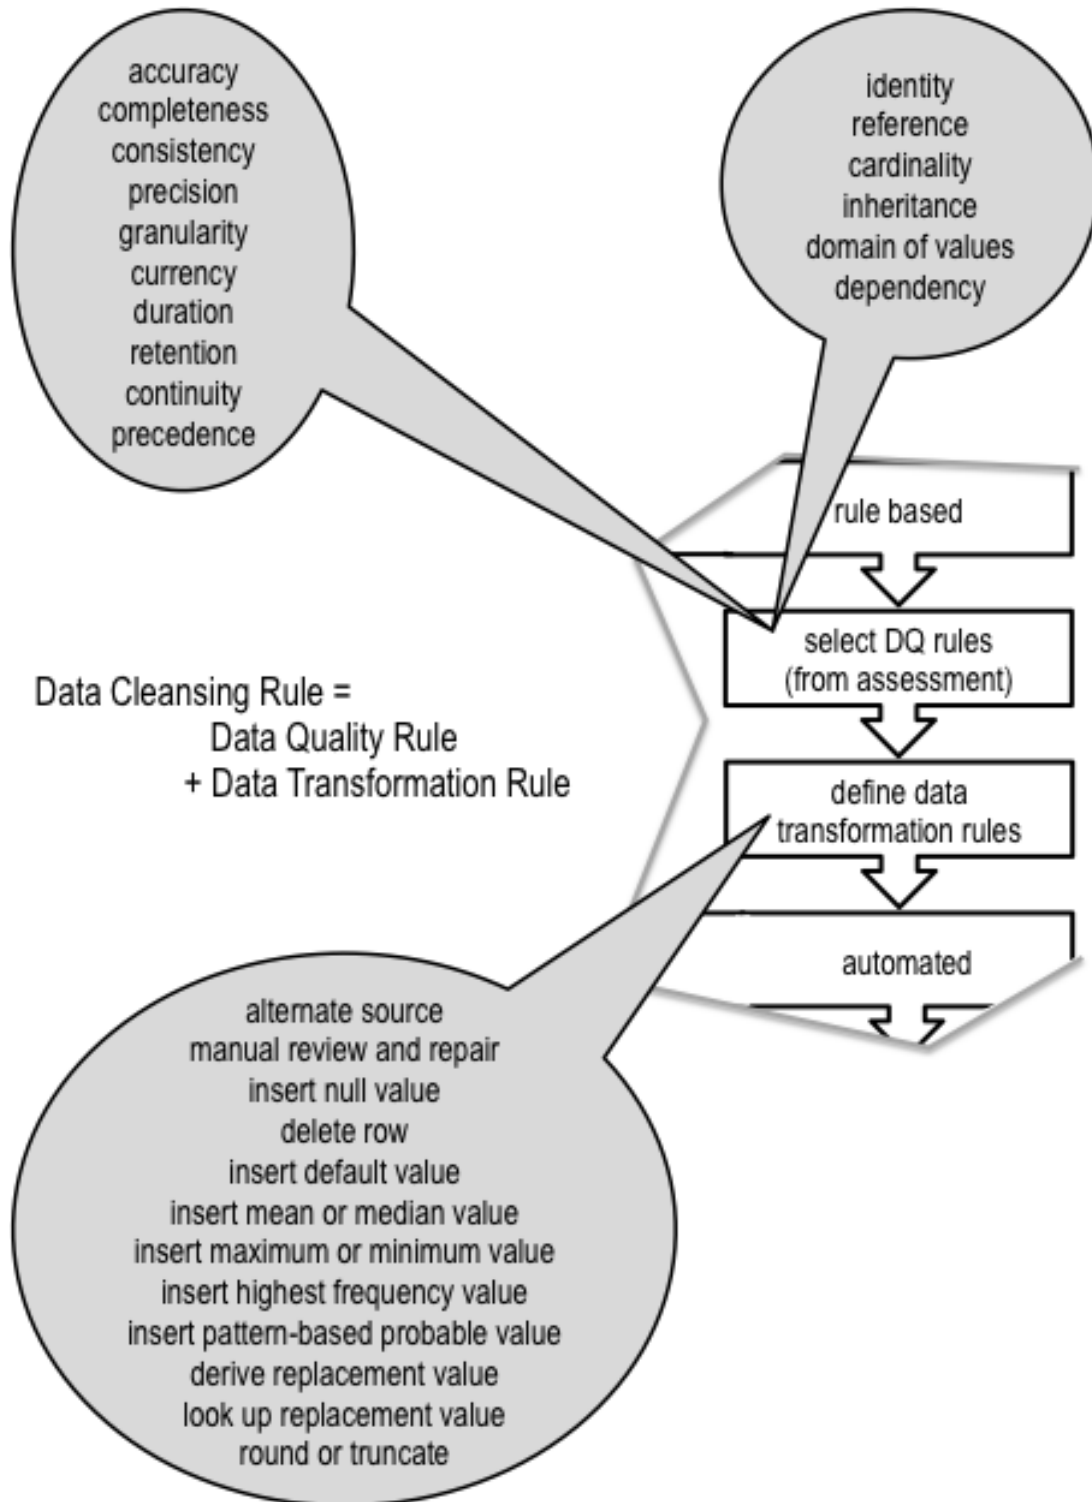 accuracy
completeness
consistency
precision
granularity
currency
duration
retention
continuity
precedence
identity
reference
cardinality
inheritance
domain of values
dependency
rule based
select DQ rules
(from assessment)
define data
transformation rules
automated
Data Cleansing Rule =
Data Quality Rule
+ Data Transformation Rule
alternate source
manual review and repair
insert null value
delete row
insert default value
insert mean or median value
insert maximum or minimum value
insert highest frequency value
insert pattern-based probable value
derive replacement value
look up replacement value
round or truncate